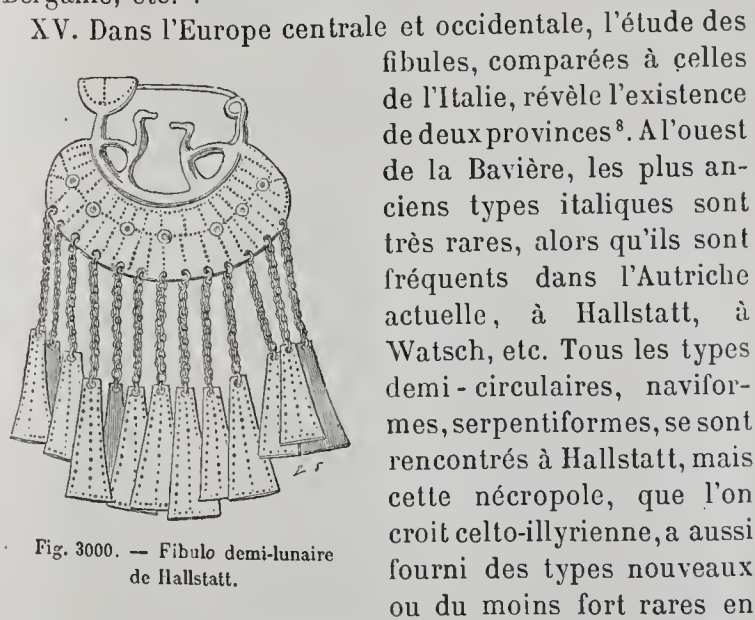 XV. Dans l'Europe centrale et occidentale, l'étude des
fibules, comparées à celles
de l'Italie, révèle l'existence
de deux provinces⁸. A l'ouest
de la Bavière, les plus an-
ciens types italiques sont
très rares, alors qu'ils sont
fréquents dans l'Autriche
actuelle, à Hallstatt, à
Watsch, etc. Tous les types
demi-circulaires, navifor-
mes, serpentiformes, se sont
rencontrés à Hallstatt, mais
cette nécropole, que l'on
croit celto-illyrienne, a aussi
fourni des types nouveaux
ou du moins fort rares en
Fig. 3000. — Fibulo demi-lunaire
de Hallstatt.